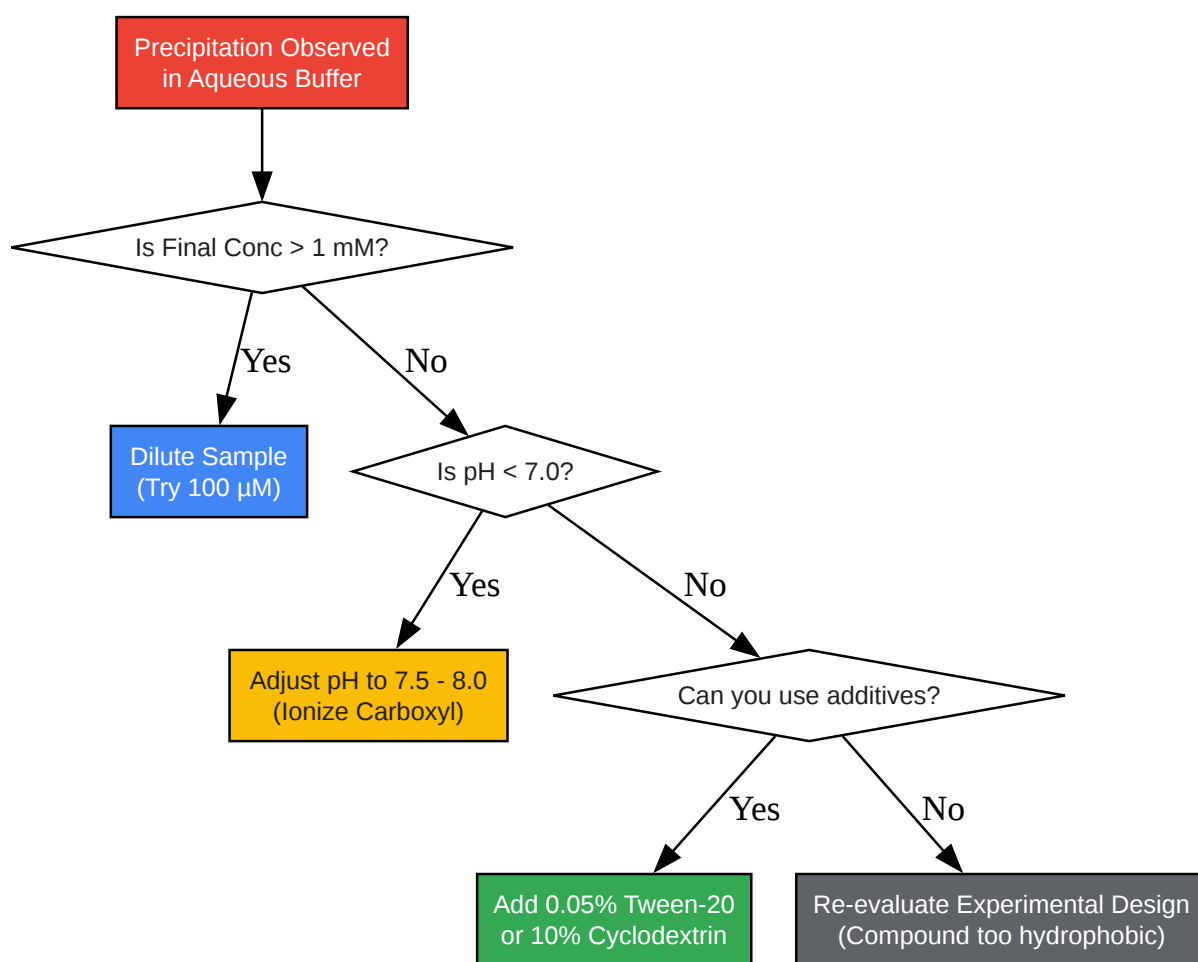 Precipitation Observed
in Aqueous Buffer
Is Final Conc > 1 mM?
Yes
No
Dilute Sample
(Try 100 µM)
Is pH < 7.0?
Yes
No
Adjust pH to 7.5 - 8.0
(Ionize Carboxyl)
Can you use additives?
Yes
No
Add 0.05% Tween-20
or 10% Cyclodextrin
Re-evaluate Experimental Design
(Compound too hydrophobic)